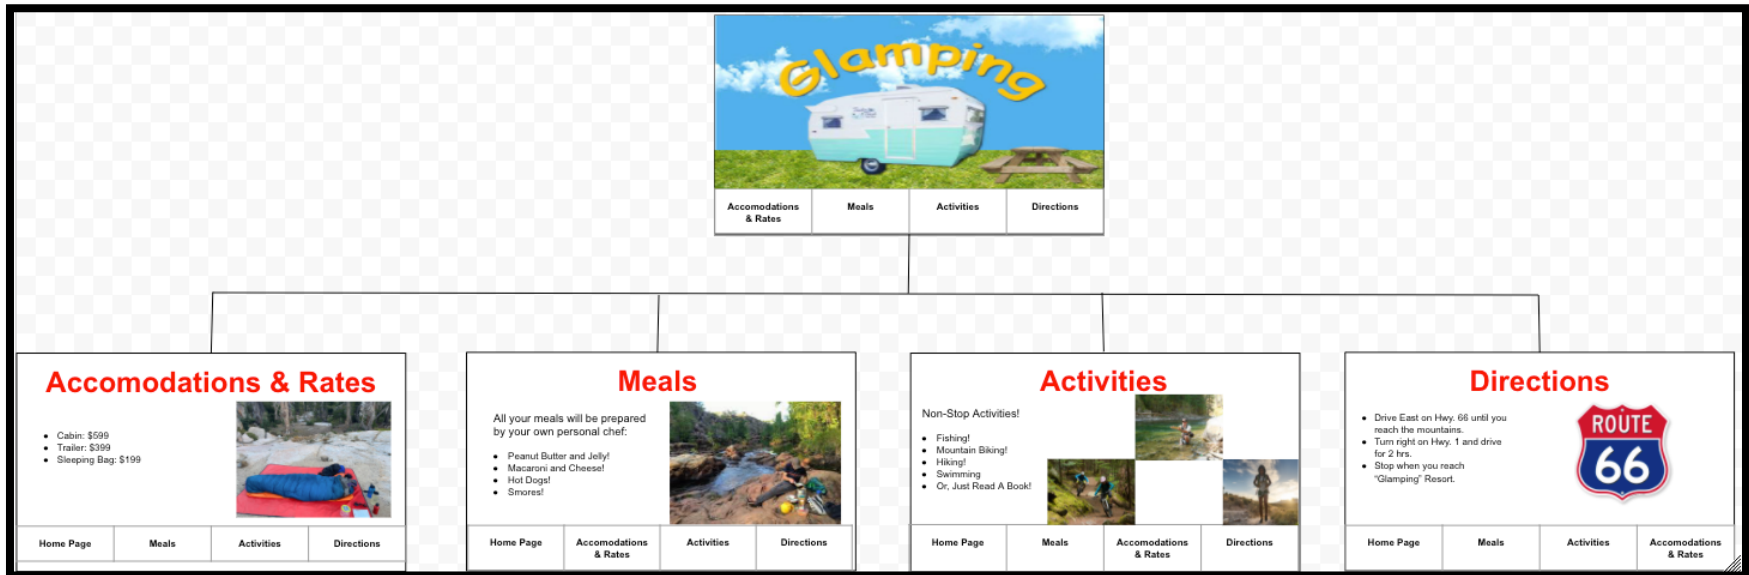 Glamping
Accomodations
& Rates
Meals
Activities
Directions
Accomodations & Rates
Cabin: $599
Trailer: $399
Sleeping Bag: $199
Home Page
Meals
Activities
Directions
Meals
All your meals will be prepared
by your own personal chef:
Peanut Butter and Jelly!
Macaroni and Cheese!
Hot Dogs!
Smores!
Home Page
Accomodations
& Rates
Activities
Directions
Activities
Non-Stop Activities!
Fishing!
Mountain Biking!
Hiking!
Swimming
Or, Just Read A Book!
Home Page
Meals
Accomodations
& Rates
Directions
Directions
Drive East on Hwy. 66 until you
reach the mountains.
Turn right on Hwy. 1 and drive
for 2 hrs.
Stop when you reach
“Glamping” Resort.
ROUTE
66
Home Page
Meals
Activities
Accomodations
& Rates